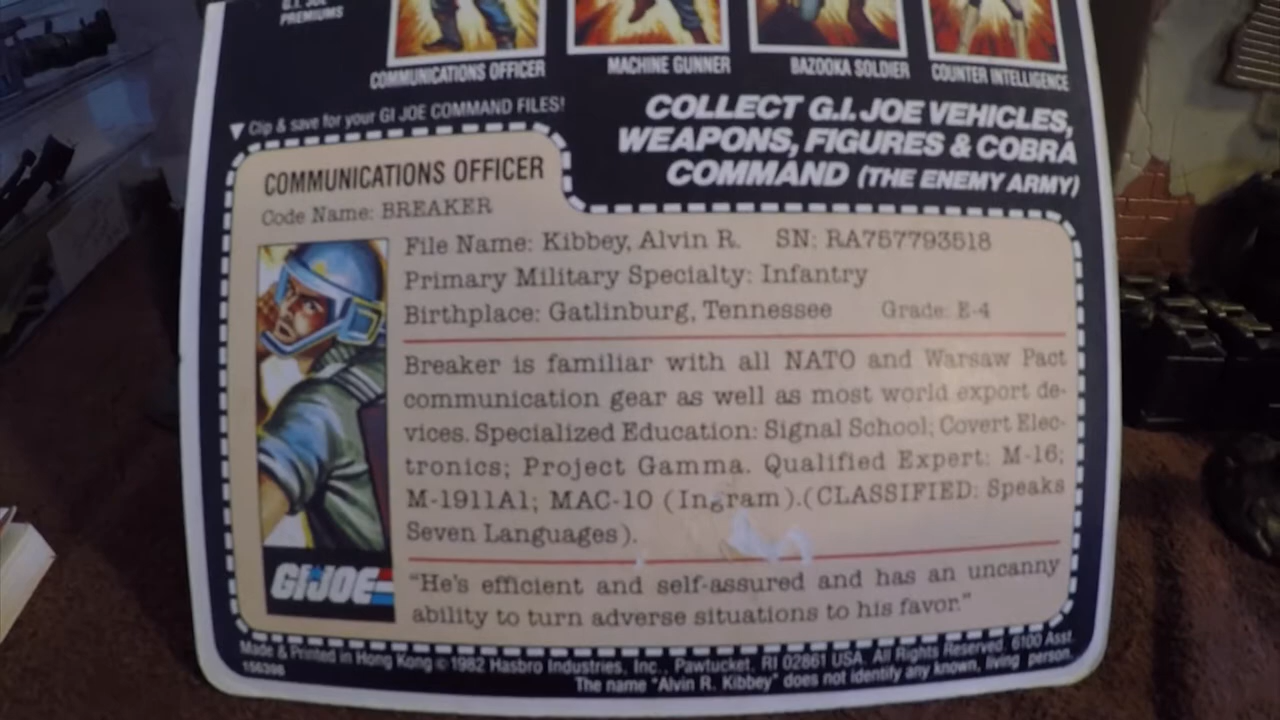 G.I. JOE
PREMIUMS
COMMUNICATIONS OFFICER
MACHINE GUNNER
BAZOOKA SOLDIER
COUNTER INTELLIGENCE
▼ Clip & save for your GI JOE COMMAND FILES!
COLLECT G.I. JOE VEHICLES,
WEAPONS, FIGURES & COBRA
COMMAND (THE ENEMY ARMY)
COMMUNICATIONS OFFICER
Code Name: BREAKER
File Name: Kibbey, Alvin R. SN: RA757793518
Primary Military Specialty: Infantry
Birthplace: Gatlinburg, Tennessee Grade: E-4
Breaker is familiar with all NATO and Warsaw Pact
communication gear as well as most world export de-
vices. Specialized Education: Signal School; Covert Elec-
tronics; Project Gamma. Qualified Expert: M-16;
M-1911A1; MAC-10 (Ingram).(CLASSIFIED: Speaks
Seven Languages).
GI JOE
"He's efficient and self-assured and has an uncanny
ability to turn adverse situations to his favor."
Made & Printed in Hong Kong © 1982 Hasbro Industries, Inc., Pawtucket, RI 02861 USA. All Rights Reserved. 6100 Asst.
156398
The name "Alvin R. Kibbey" does not identify any known, living person.